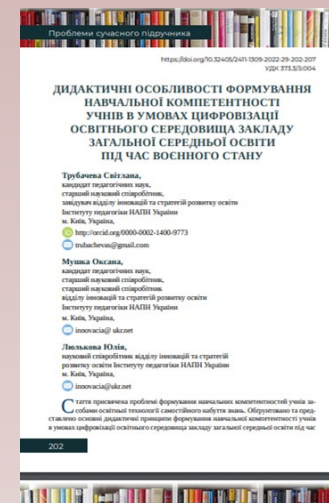 Проблеми сучасного підручника
https://doi.org/10.32405/2411-1309-2022-29-202-207
УДК 373.5/5.004
ДИДАКТИЧНІ ОСОБЛИВОСТІ ФОРМУВАННЯ
НАВЧАЛЬНОЇ КОМПЕТЕНТНОСТІ
УЧНІВ В УМОВАХ ЦИФРОВІЗАЦІЇ
ОСВІТНЬОГО СЕРЕДОВИЩА ЗАКЛАДУ
ЗАГАЛЬНОЇ СЕРЕДНЬОЇ ОСВІТИ
ПІД ЧАС ВОЄННОГО СТАНУ
Трубачева Світлана,
кандидат педагогічних наук,
старший науковий співробітник,
завідувач відділу інновацій та стратегій розвитку освіти
Інституту педагогіки НАПН України
м. Київ, Україна,
http://orcid.org/0000-0002-1400-9773
trubachevas@gmail.com
Мушка Оксана,
кандидат педагогічних наук,
старший науковий співробітник,
старший науковий співробітник
відділу інновацій та стратегій розвитку освіти
Інституту педагогіки НАПН України
м. Київ, Україна,
innovacia@ ukr.net
Люлькова Юлія,
науковий співробітник відділу інновацій та стратегій
розвитку освіти Інституту педагогіки НАПН України
м. Київ, Україна,
innovacia@ukr.net
Стаття присвячена проблемі формування навчальних компетентностей учнів за-
собами освітньої технології самостійного набуття знань. Обґрунтовано та пред-
ставлено основні дидактичні принципи формування навчальної компетентності учнів
в умовах цифровізації освітнього середовища закладу загальної середньої освіти під час
202